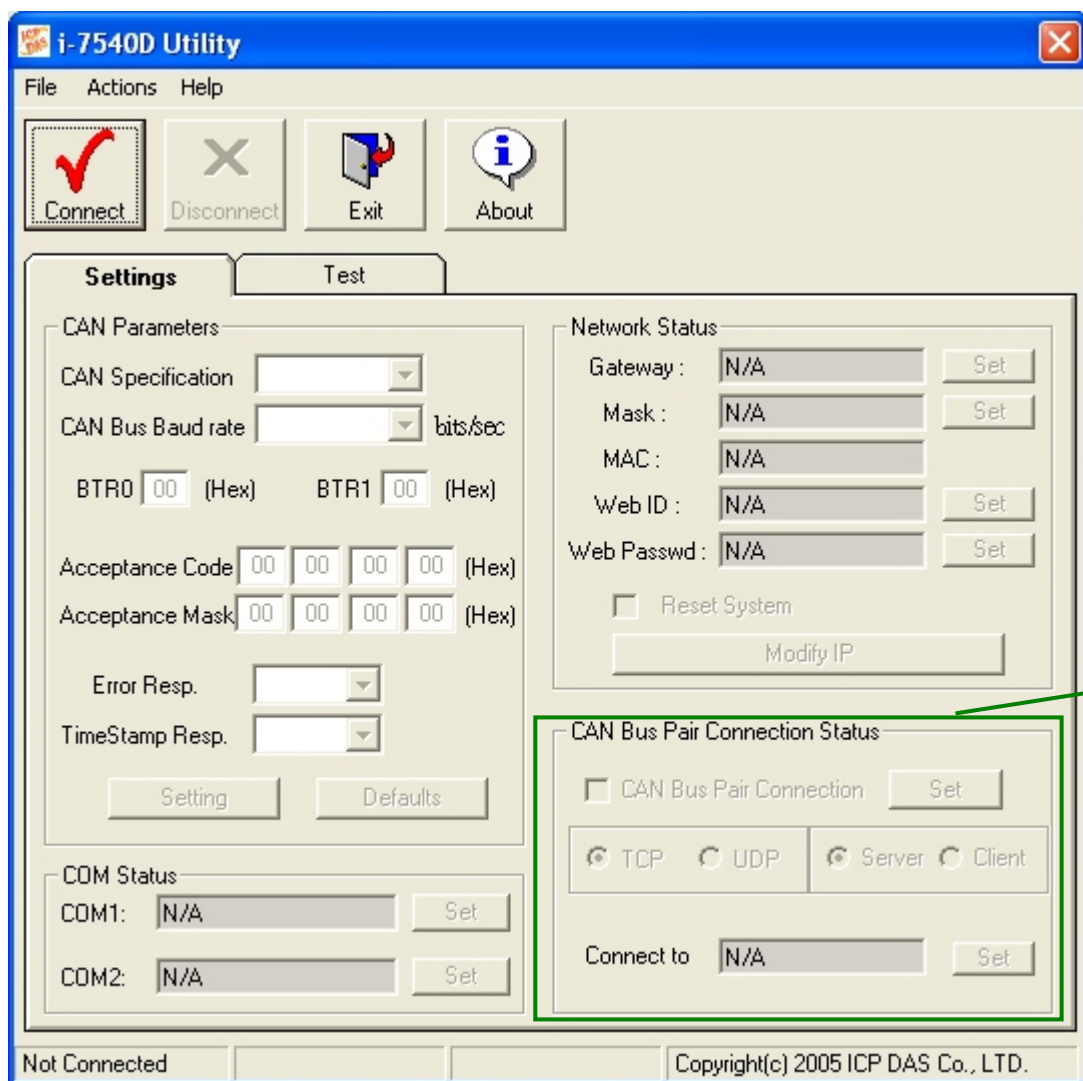 ICP DAS
i-7540D Utility
File Actions Help
Connect Disconnect Exit About
Settings Test
CAN Parameters
CAN Specification
CAN Bus Baud rate bits/sec
BTR0 00 (Hex) BTR1 00 (Hex)
Acceptance Code 00 00 00 00 (Hex)
Acceptance Mask 00 00 00 00 (Hex)
Error Resp.
TimeStamp Resp.
Setting Defaults
COM Status
COM1: N/A Set
COM2: N/A Set
Network Status
Gateway : N/A Set
Mask : N/A Set
MAC : N/A
Web ID : N/A Set
Web Passwd : N/A Set
Reset System
Modify IP
CAN Bus Pair Connection Status
CAN Bus Pair Connection Set
TCP UDP Server Client
Connect to N/A Set
Not Connected Copyright(c) 2005 ICP DAS Co., LTD.